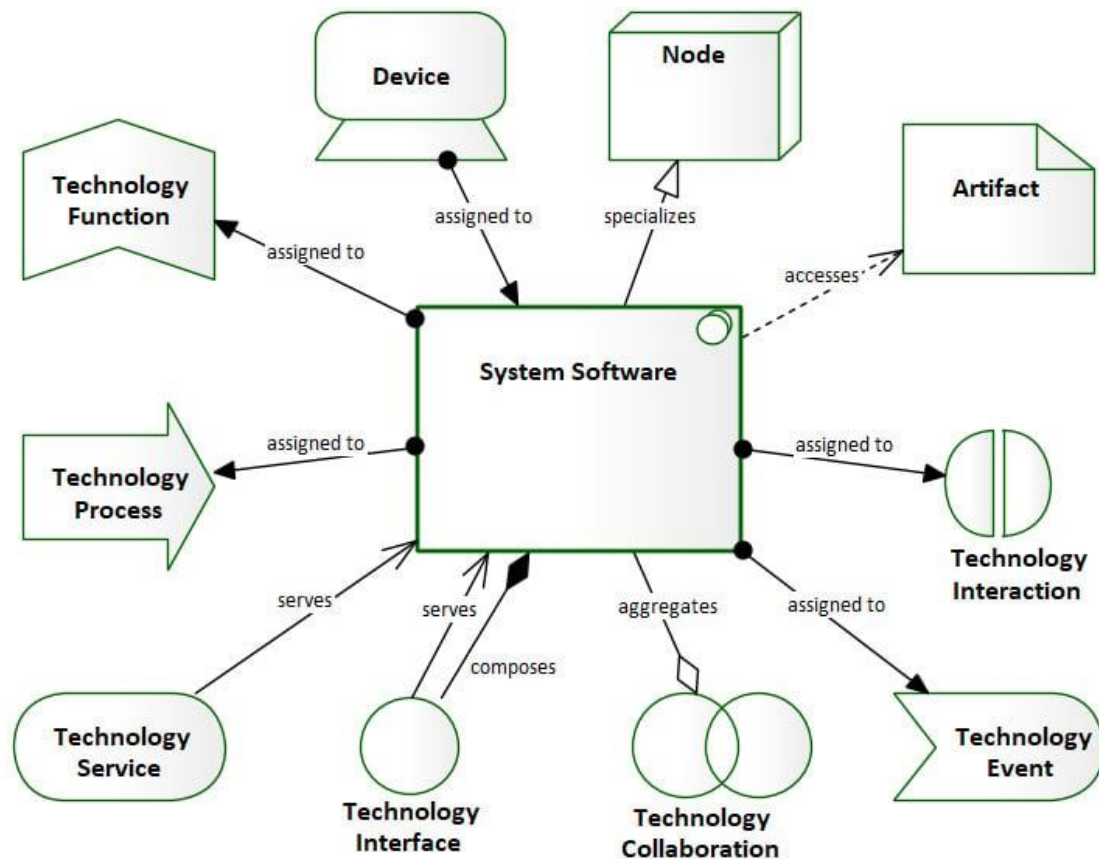 Device
Node
Technology
Function
Artifact
assigned to
specializes
assigned to
accesses
System Software
Technology
Process
assigned to
assigned to
Technology
Interaction
serves
serves
aggregates
assigned to
composes
Technology
Service
Technology
Event
Technology
Interface
Technology
Collaboration